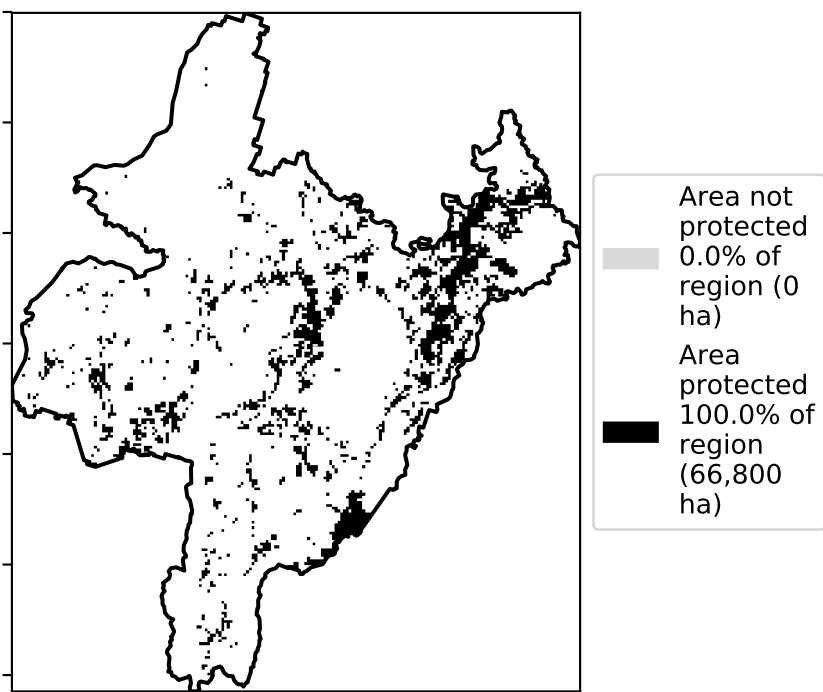 Area not
protected
0.0% of
region (0
ha)
Area
protected
100.0% of
region
(66,800
ha)